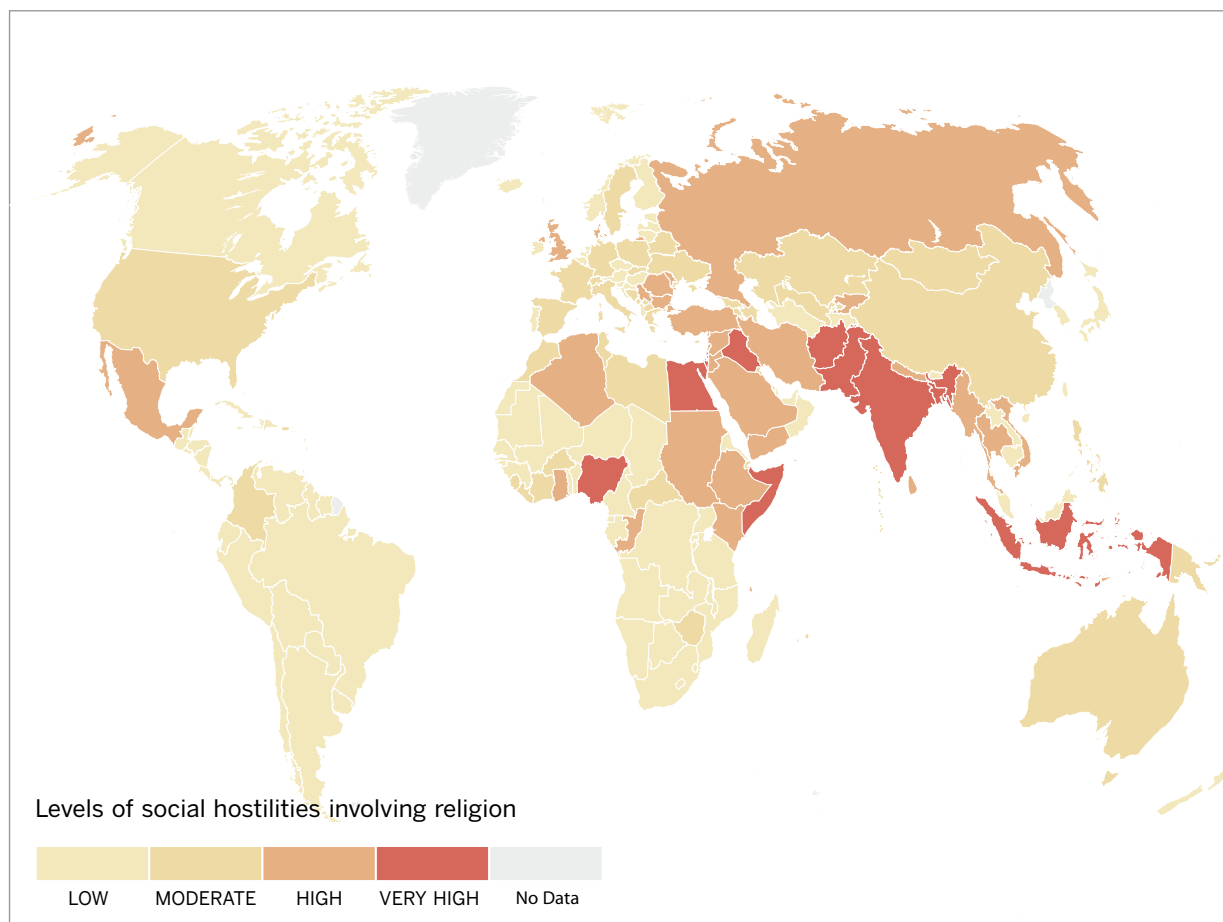 Levels of social hostilities involving religion
LOW MODERATE HIGH VERY HIGH No Data